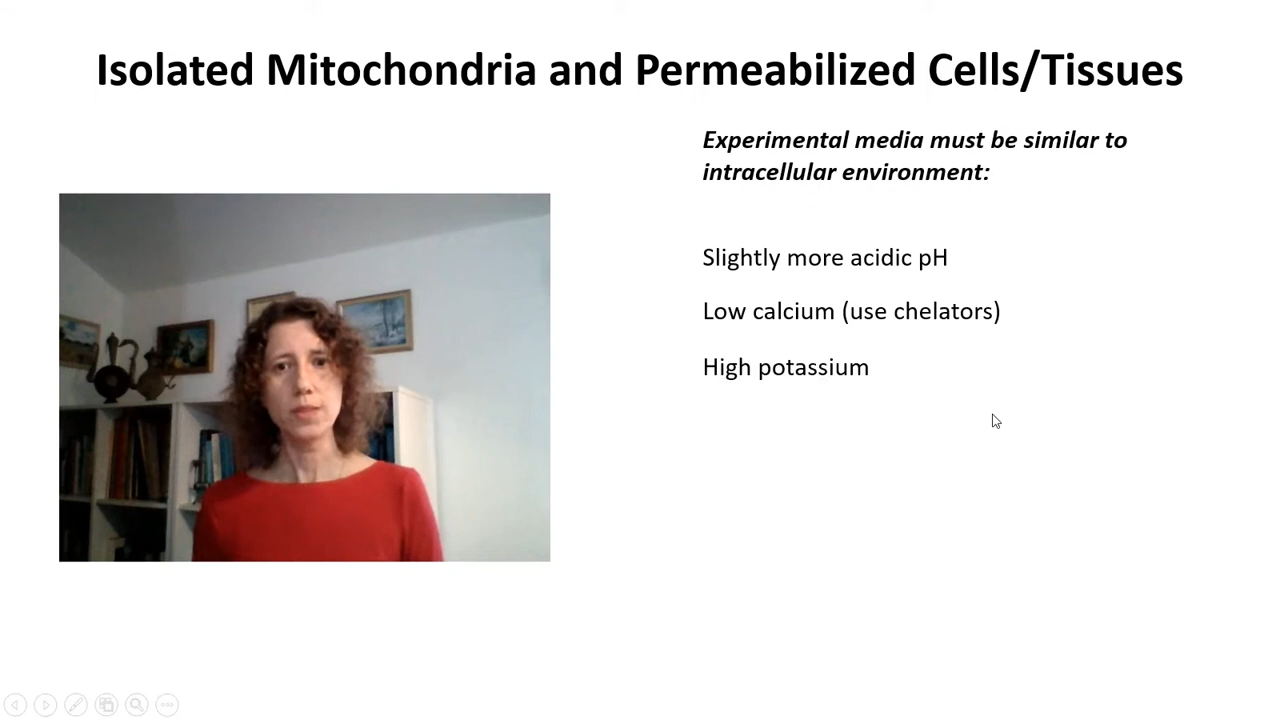 Isolated Mitochondria and Permeabilized Cells/Tissues
Experimental media must be similar to
intracellular environment:
Slightly more acidic pH
Low calcium (use chelators)
High potassium